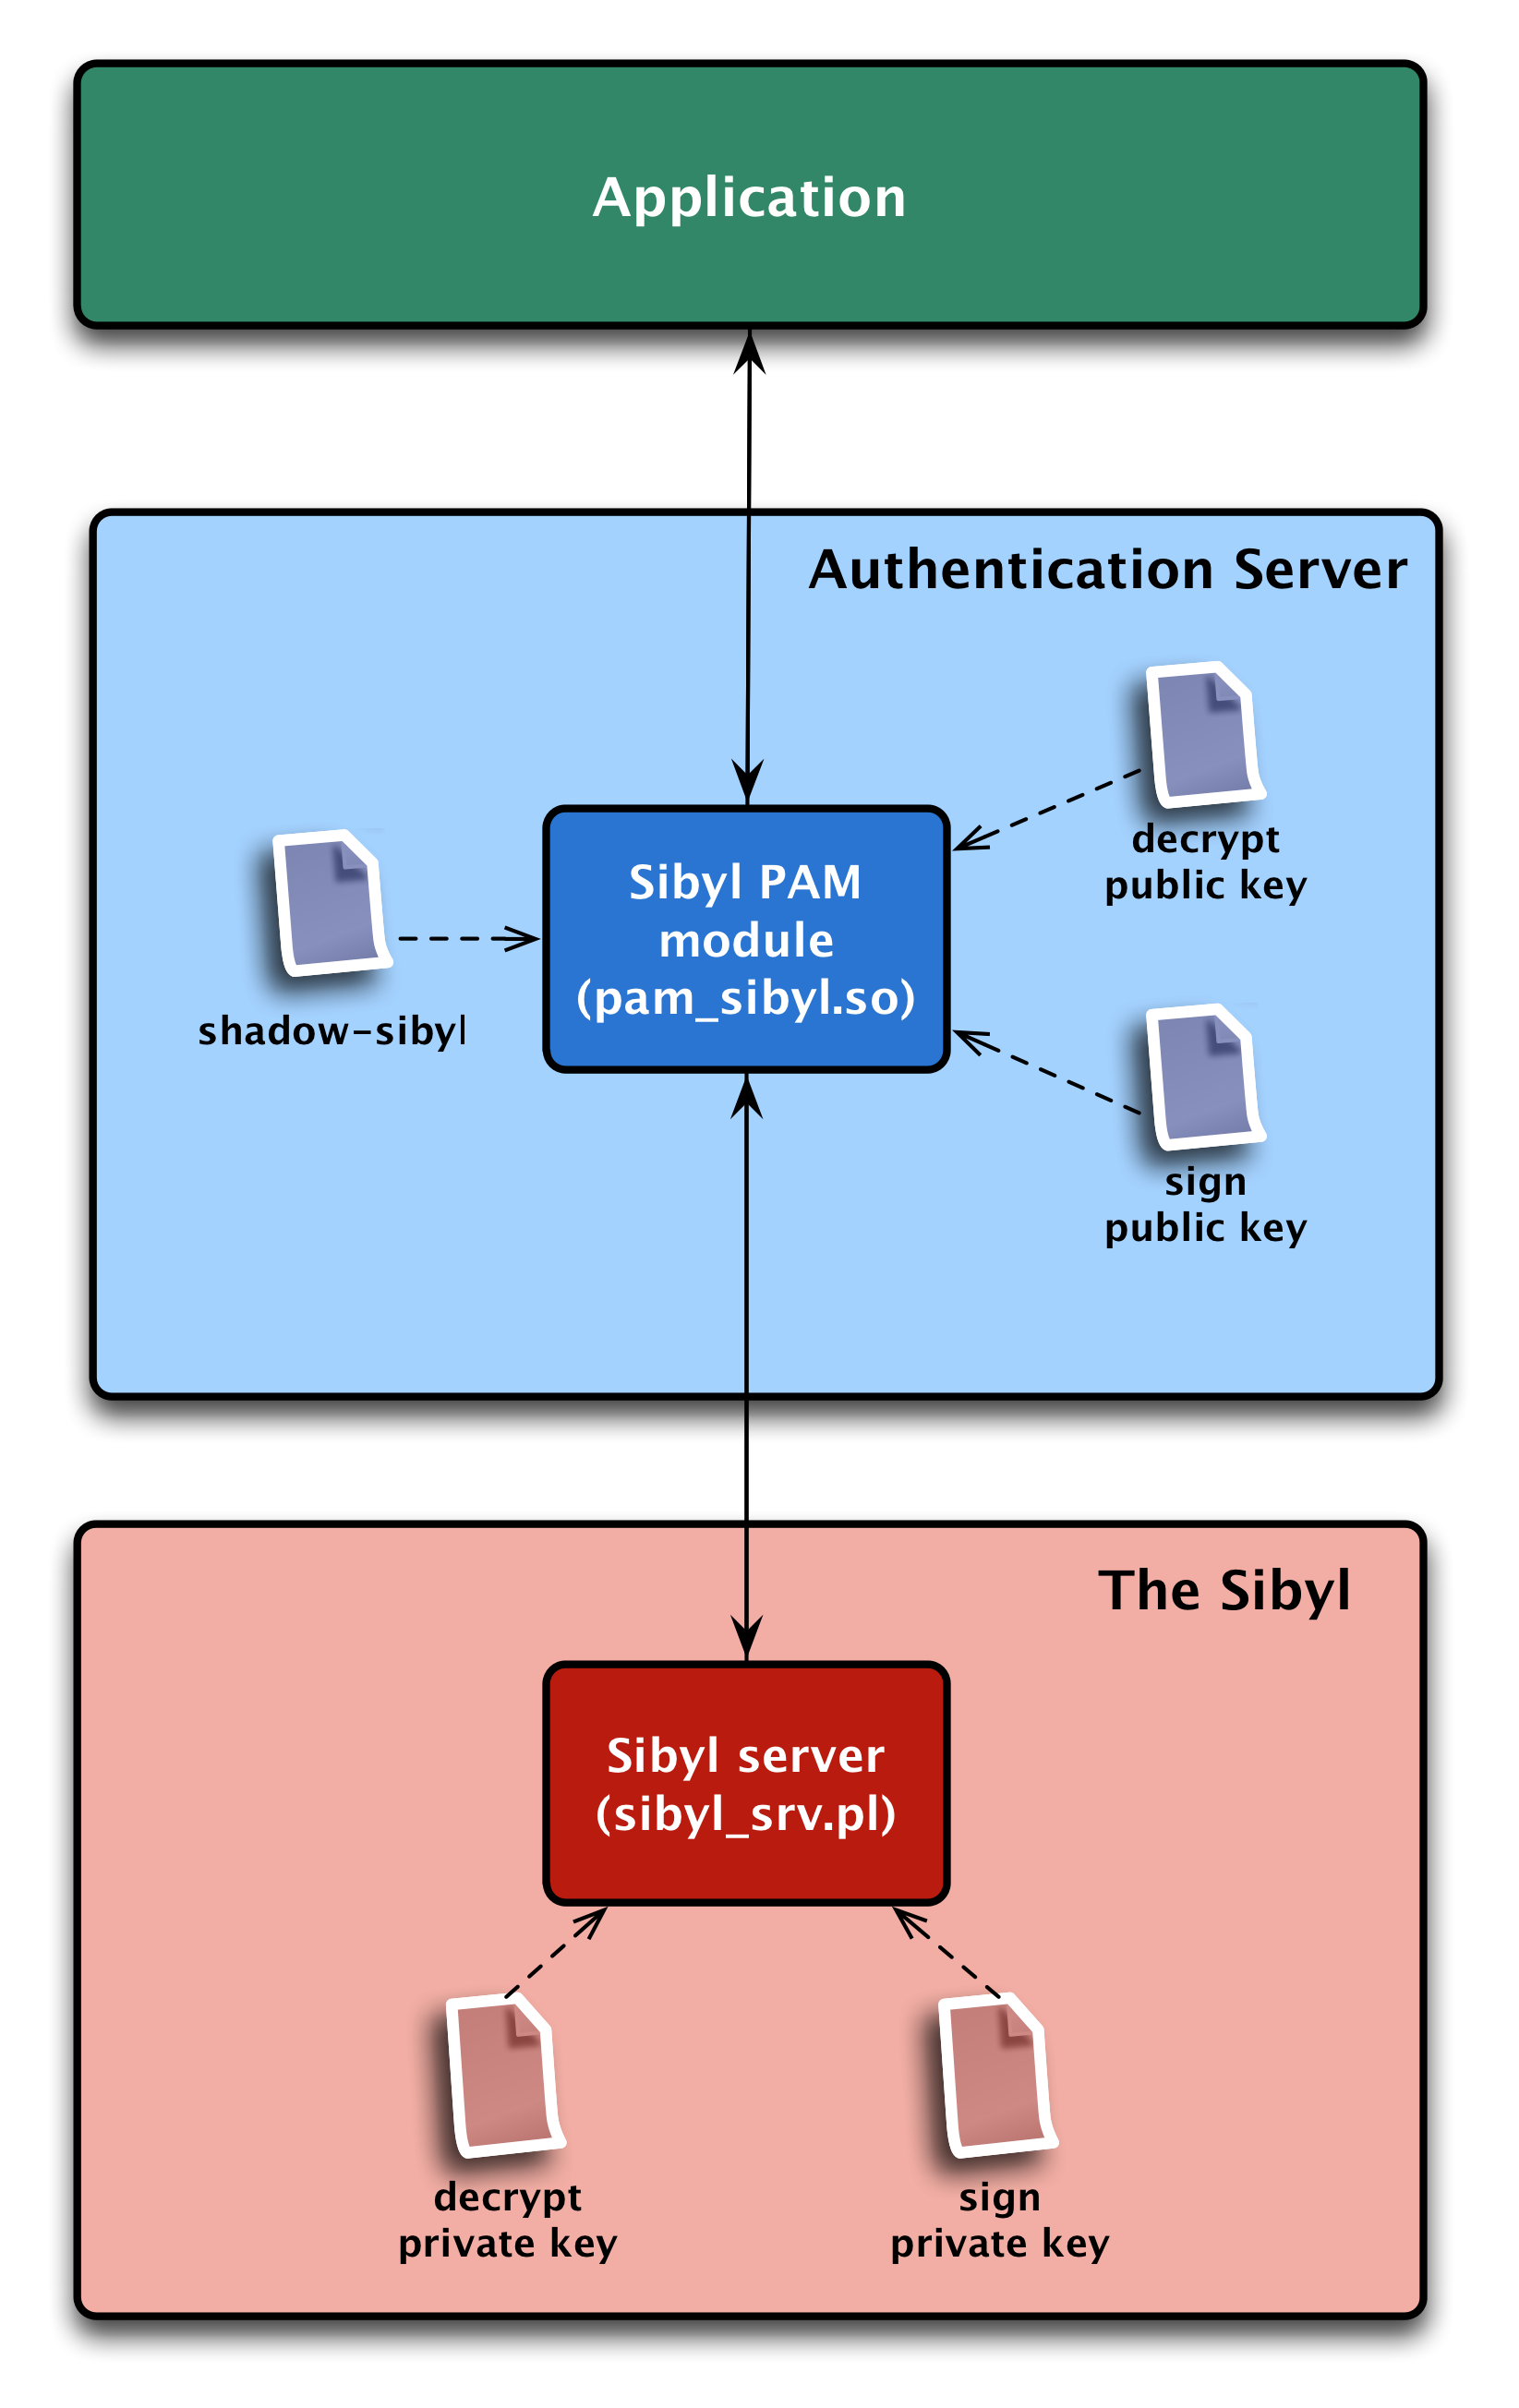 Application
Authentication Server
decrypt
public key
Sibyl PAM
module
(pam_sibyl.so)
shadow-sibyl
sign
public key
The Sibyl
Sibyl server
(sibyl_srv.pl)
decrypt
private key
sign
private key